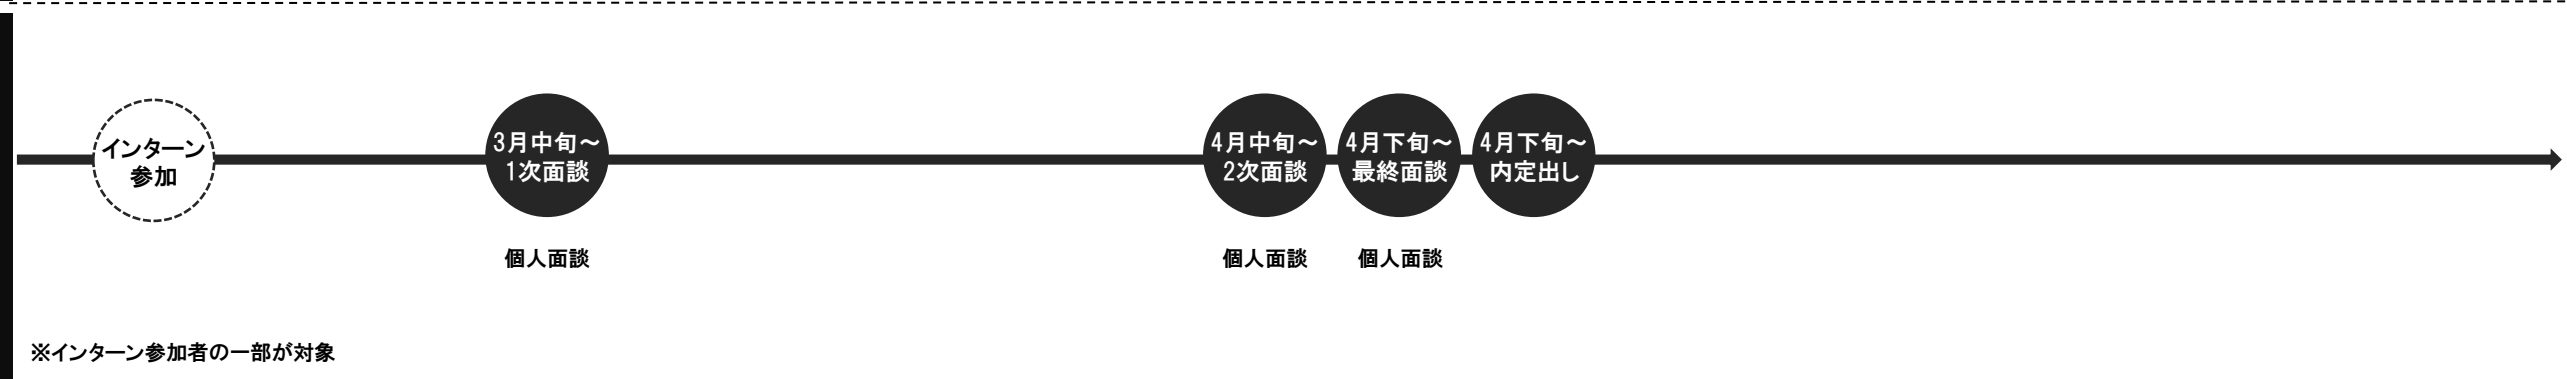 インターン
参加
3月中旬～
1次面談
4月中旬～
2次面談
4月下旬～
最終面談
4月下旬～
内定出し
個人面談
個人面談
個人面談
※インターン参加者の一部が対象